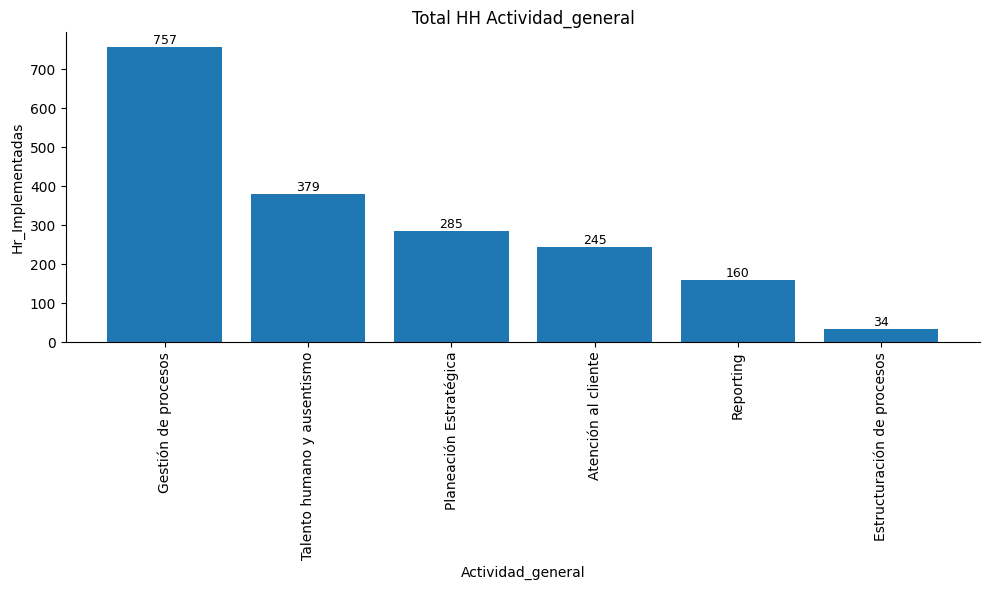 Total HH Actividad_general
Hr_Implementadas
700
600
500
400
300
200
100
0
757
379
285
245
160
34
Gestión de procesos
Talento humano y ausentismo
Planeación Estratégica
Atención al cliente
Reporting
Estructuración de procesos
Actividad_general